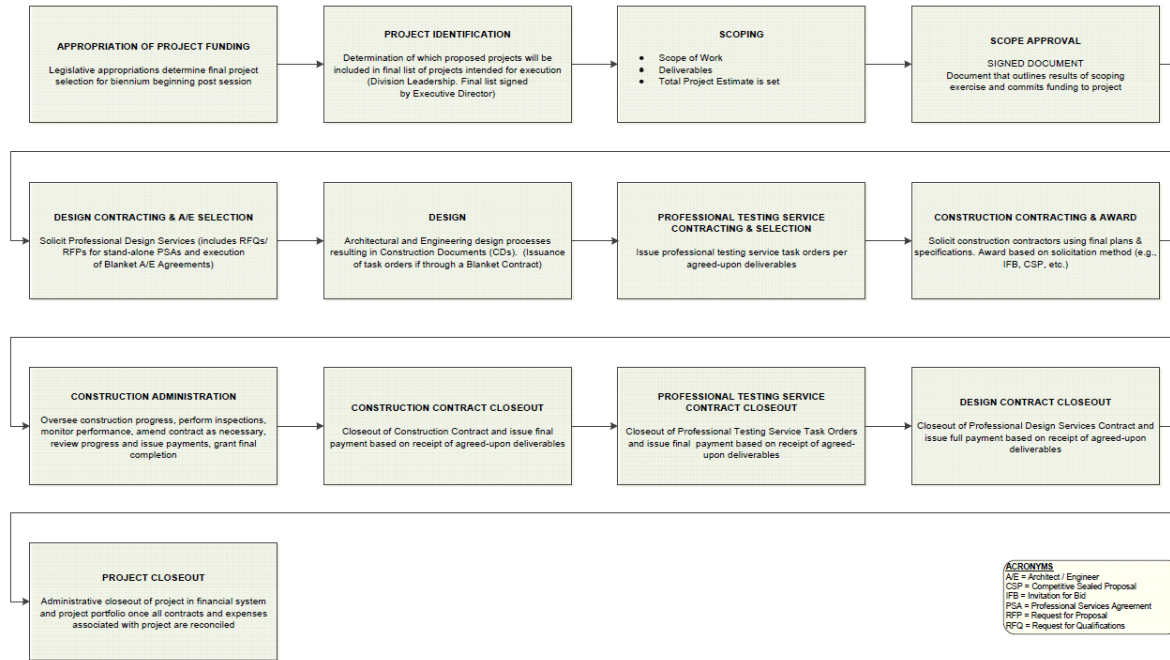 APPROPRIATION OF PROJECT FUNDING
Legislative appropriations determine final project
selection for biennium beginning post session
PROJECT IDENTIFICATION
Determination of which proposed projects will be
included in final list of projects intended for execution
(Division Leadership. Final list signed
by Executive Director)
SCOPING
• Scope of Work
• Deliverables
• Total Project Estimate is set
SCOPE APPROVAL
SIGNED DOCUMENT
Document that outlines results of scoping
exercise and commits funding to project
DESIGN CONTRACTING & A/E SELECTION
Solicit Professional Design Services (includes RFQs/
RFPs for stand-alone PSAs and execution
of Blanket A/E Agreements)
DESIGN
Architectural and Engineering design processes
resulting in Construction Documents (CDs). (Issuance
of task orders if through a Blanket Contract)
PROFESSIONAL TESTING SERVICE
CONTRACTING & SELECTION
Issue professional testing service task orders per
agreed-upon deliverables
CONSTRUCTION CONTRACTING & AWARD
Solicit construction contractors using final plans &
specifications. Award based on solicitation method (e.g.,
IFB, CSP, etc.)
CONSTRUCTION ADMINISTRATION
Oversee construction progress, perform inspections,
monitor performance, amend contract as necessary,
review progress and issue payments, grant final
completion
CONSTRUCTION CONTRACT CLOSEOUT
Closeout of Construction Contract and issue final
payment based on receipt of agreed-upon deliverables
PROFESSIONAL TESTING SERVICE
CONTRACT CLOSEOUT
Closeout of Professional Testing Service Task Orders
and issue final payment based on receipt of agreed-
upon deliverables
DESIGN CONTRACT CLOSEOUT
Closeout of Professional Design Services Contract and
issue full payment based on receipt of agreed-upon
deliverables
PROJECT CLOSEOUT
Administrative closeout of project in financial system
and project portfolio once all contracts and expenses
associated with project are reconciled
ACRONYMS
A/E = Architect / Engineer
CSP = Competitive Sealed Proposal
IFB = Invitation for Bid
PSA = Professional Services Agreement
RFP = Request for Proposal
RFQ = Request for Qualifications